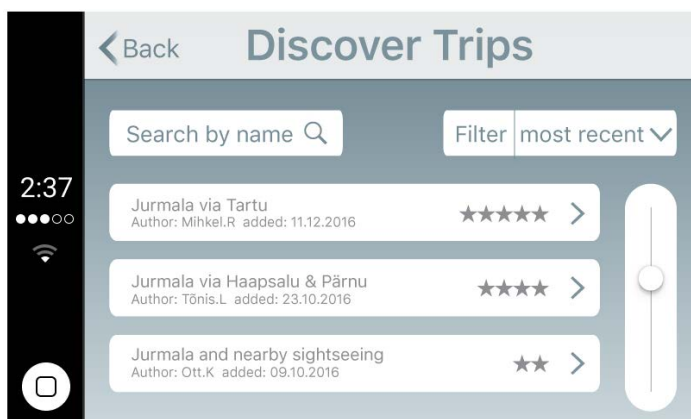 Back
Discover Trips
Search by name
Filter
most recent
2:37
Jurmala via Tartu
Author: Mihkel.R added: 11.12.2016
Jurmala via Haapsalu & Pärnu
Author: Tõnis.L added: 23.10.2016
Jurmala and nearby sightseeing
Author: Ott.K added: 09.10.2016